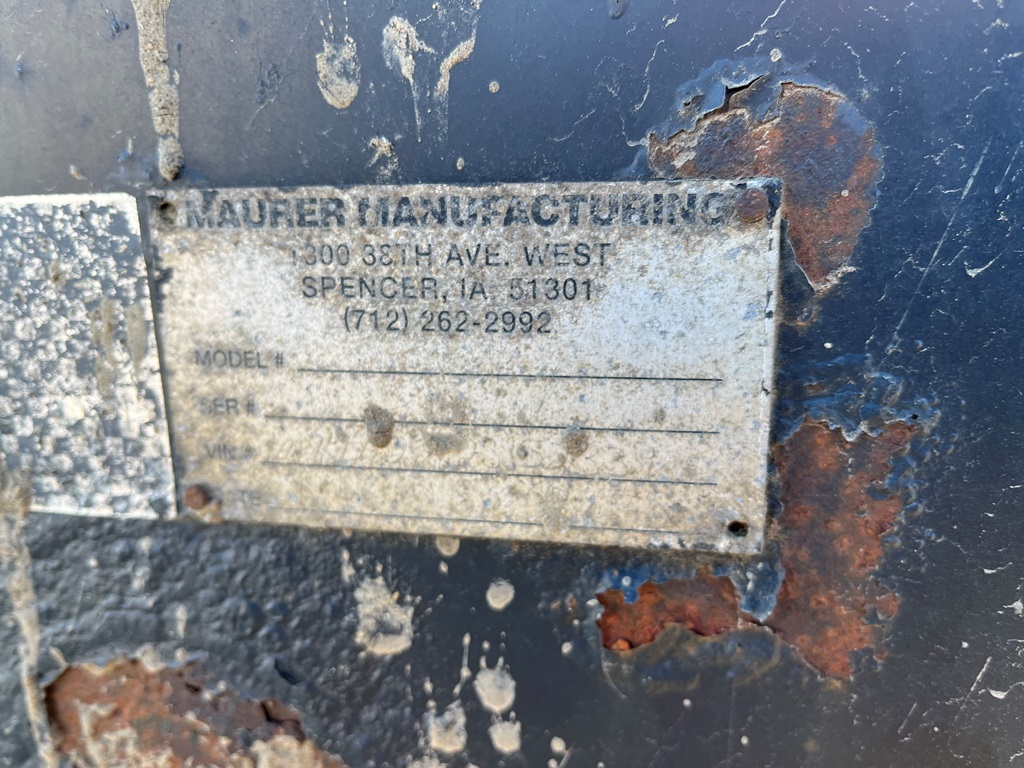 MAURER MANUFACTURING
1300 38TH AVE. WEST
SPENCER, IA 51301
(712) 262-2992
MODEL #
SER #
VIN #